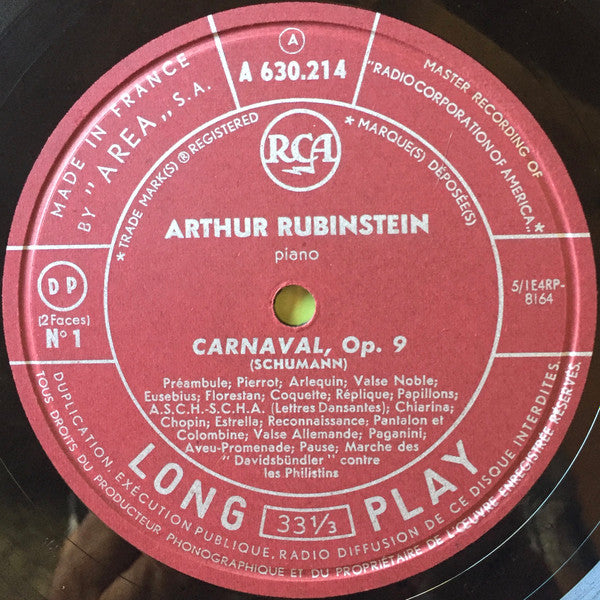 A
A 630.214
MADE IN FRANCE
BY "AREA" S.A.
MASTER RECORDING OF
"RADIO CORPORATION OF AMERICA"
* TRADE MARK(S) ® REGISTERED
* MARQUE(S) DÉPOSÉE(S)
RCA
ARTHUR RUBINSTEIN
piano
DP
(2 Faces)
N° 1
5/1E4RP-
8164
CARNAVAL, Op. 9
(SCHUMANN)
Préambule; Pierrot; Arlequin; Valse Noble;
Eusebius; Florestan; Coquette; Réplique; Papillons;
A.S.C.H.-S.C.H.A. (Lettres Dansantes); Chiarina;
Chopin; Estrella; Reconnaissance; Pantalon et
Colombine; Valse Allemande; Paganini;
Aveu-Promenade; Pause; Marche des
"Davidsbündler" contre
les Philistins
LONG 33 1/3 PLAY
DUPLICATION, EXÉCUTION PUBLIQUE, RADIO DIFFUSION DE CE DISQUE INTERDITES.
TOUS DROITS DU PRODUCTEUR PHONOGRAPHIQUE ET DU PROPRIÉTAIRE DE L'ŒUVRE ENREGISTRÉE RÉSERVÉS.